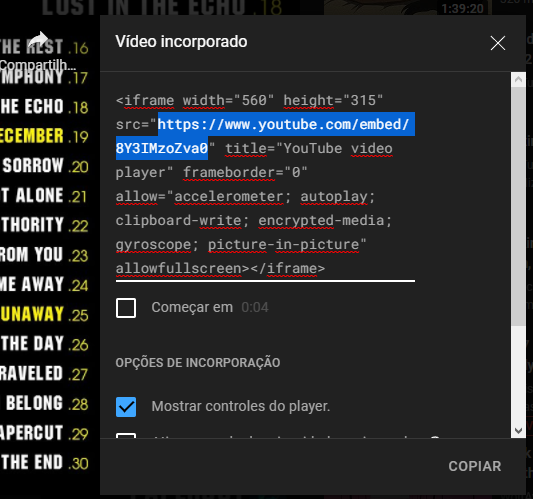 LOST IN THE ECHO .18
1:39:20
THE REST .16
Compartilh...
SYMPHONY .17
THE ECHO .18
DECEMBER .19
SORROW .20
ALONE .21
THORITY .22
ROM YOU .23
ME AWAY .24
UNAWAY .25
THE DAY .26
RAVELED .27
BELONG .28
APERCUT .29
THE END .30
Vídeo incorporado
<iframe width="560" height="315"
src="https://www.youtube.com/embed/
8Y3IMzoZva0" title="YouTube video
player" frameborder="0"
allow="accelerometer; autoplay;
clipboard-write; encrypted-media;
gyroscope; picture-in-picture"
allowfullscreen></iframe>
Começar em 0:04
OPÇÕES DE INCORPORAÇÃO
Mostrar controles do player.
COPIAR